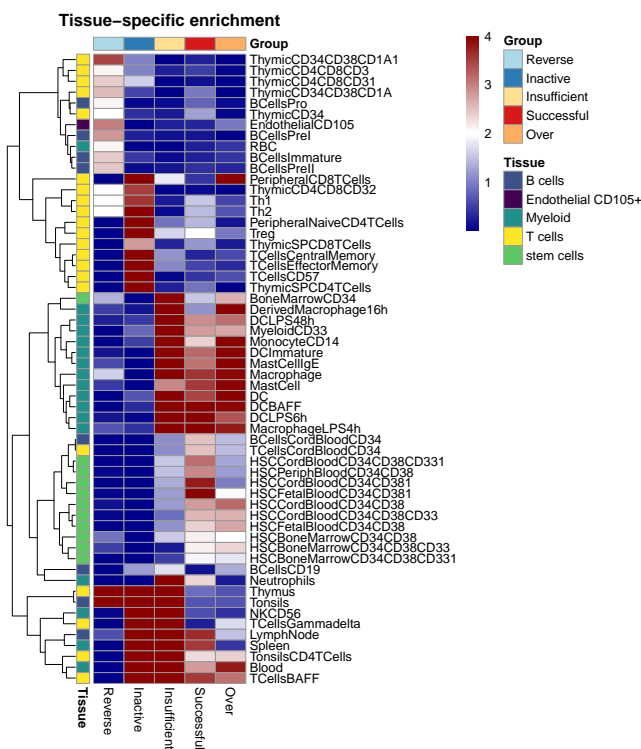 Tissue-specific enrichment
Group
ThymicCD34CD38CD1A1
ThymicCD4CD8CD3
ThymicCD4CD8CD31
ThymicCD34CD38CD1A
BCellsPro
ThymicCD34
EndothelialCD105
BCellsPreI
RBC
BCellsImmature
BCellsPreII
PeripheralCD8TCells
ThymicCD4CD8CD32
Th1
Th2
PeripheralNaiveCD4TCells
Treg
ThymicSPCD8TCells
TCellsCentralMemory
TCellsEffectorMemory
TCellsCD57
ThymicSPCD4TCells
BoneMarrowCD34
DerivedMacrophage16h
DCLPS48h
MyeloidCD33
MonocyteCD14
DCImmature
MastCellIgE
Macrophage
MastCell
DC
DCBAFF
DCLPS6h
MacrophageLPS4h
BCellsCordBloodCD34
TCellsCordBloodCD34
HSCCordBloodCD34CD38CD331
HSCPeriphBloodCD34CD38
HSCCordBloodCD34CD381
HSCFetalBloodCD34CD381
HSCCordBloodCD34CD38
HSCCordBloodCD34CD38CD33
HSCFetalBloodCD34CD38
HSCBoneMarrowCD34CD38
HSCBoneMarrowCD34CD38CD33
HSCBoneMarrowCD34CD38CD331
BCellsCD19
Neutrophils
Thymus
Tonsils
NKCD56
TCellsGammadelta
LymphNode
Spleen
TonsilsCD4TCells
Blood
TCellsBAFF
Tissue
Reverse
Inactive
Insufficient
Successful
Over
4
3
2
1
Group
Reverse
Inactive
Insufficient
Successful
Over
Tissue
B cells
Endothelial CD105+
Myeloid
T cells
stem cells